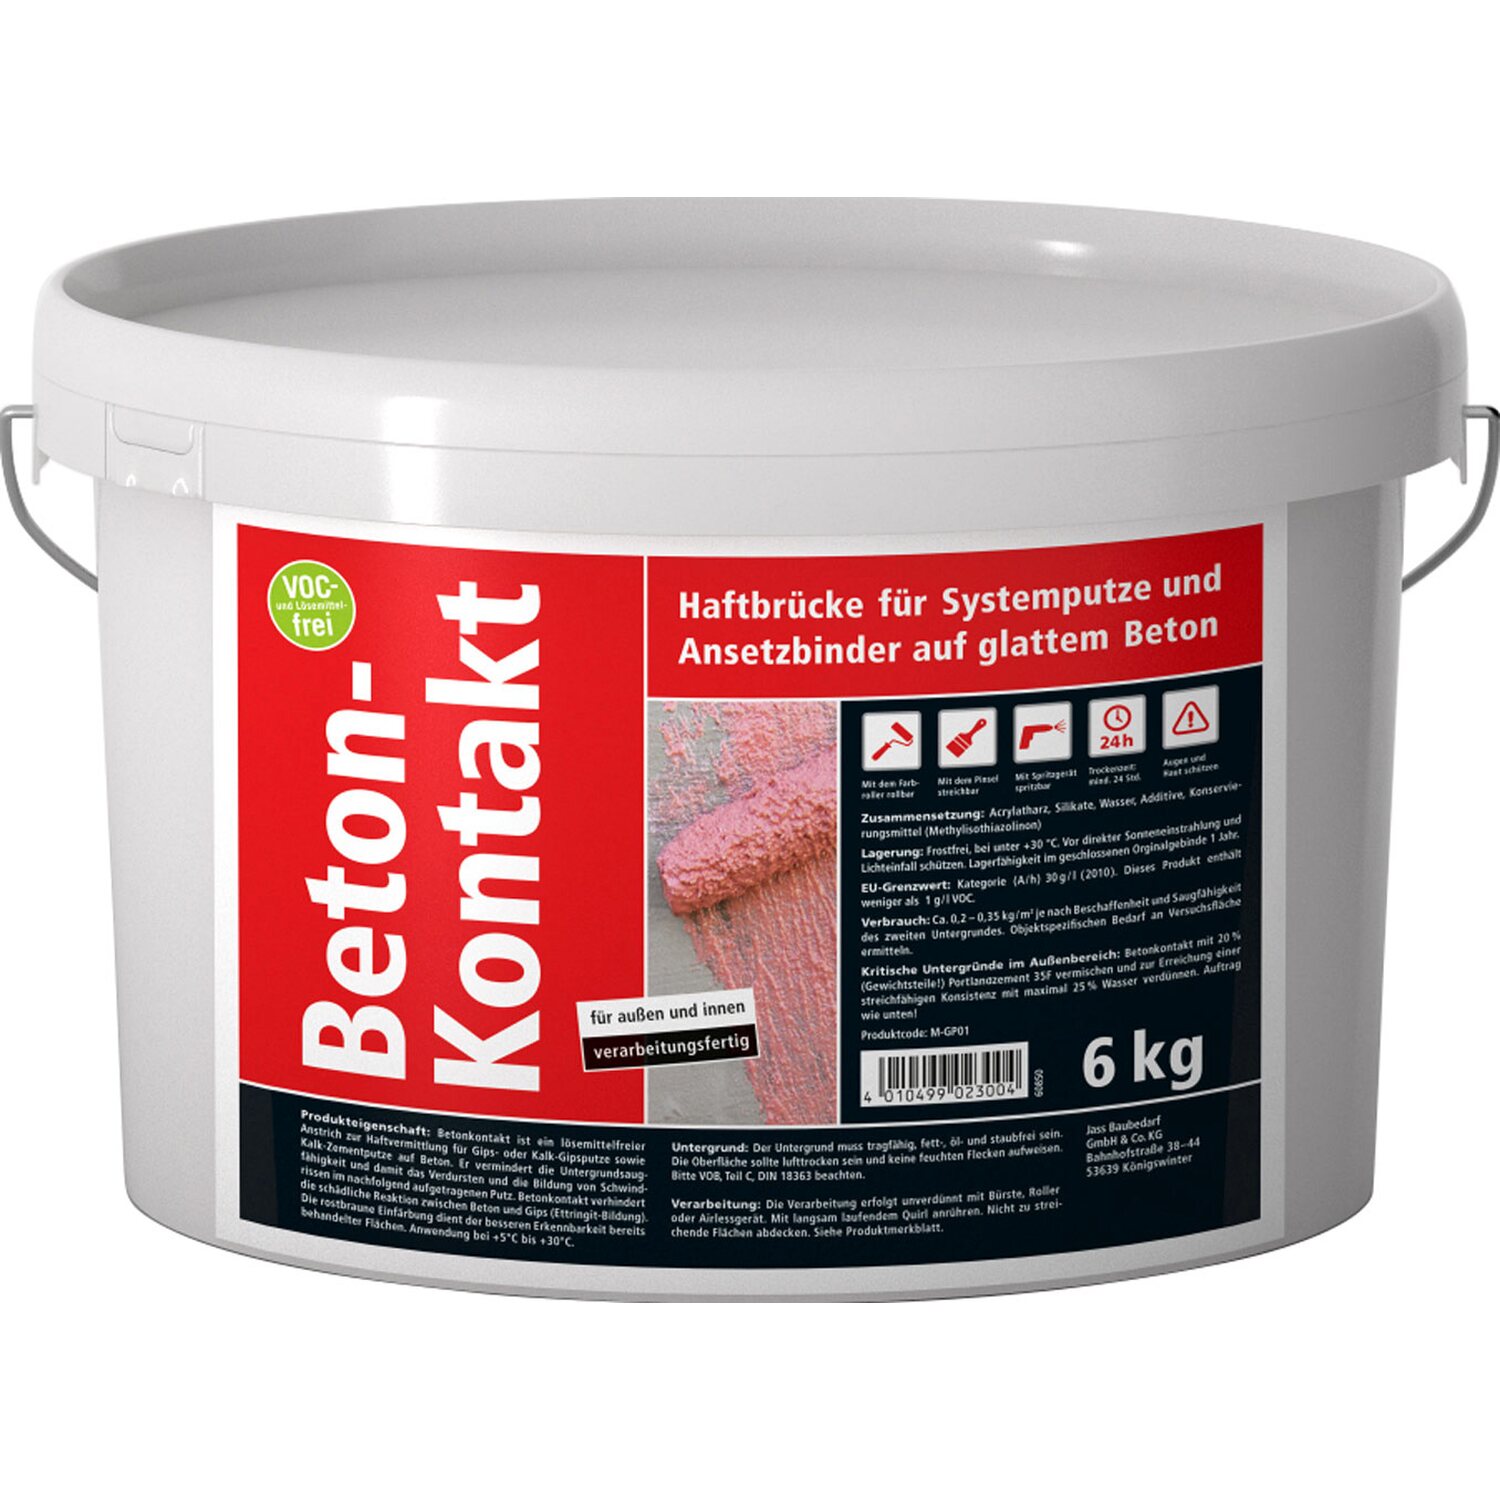 VOC-
und Lösemittel-
frei
Beton-
Kontakt
Haftbrücke für Systemputze und
Ansetzbinder auf glattem Beton
für außen und innen
verarbeitungsfertig
24h
Mit dem Farb-
roller rollbar
Mit dem Pinsel
streichbar
Mit Spritzgerät
spritzbar
Trockenzeit:
mind. 24 Std.
Augen und
Haut schützen
Zusammensetzung: Acrylatharz, Silikate, Wasser, Additive, Konservie-
rungsmittel (Methylisothiazolinon)
Lagerung: Frostfrei, bei unter +30 °C. Vor direkter Sonneneinstrahlung und
Lichteinfall schützen. Lagerfähigkeit im geschlossenen Orginalgebinde 1 Jahr.
EU-Grenzwert: Kategorie (A/h) 30 g/l (2010). Dieses Produkt enthält
weniger als 1 g/l VOC.
Verbrauch: Ca. 0,2 – 0,35 kg/m² je nach Beschaffenheit und Saugfähigkeit
des zweiten Untergrundes. Objektspezifischen Bedarf an Versuchsfläche
ermitteln.
Kritische Untergründe im Außenbereich: Betonkontakt mit 20 %
(Gewichtsteile!) Portlandzement 35F vermischen und zur Erreichung einer
streichfähigen Konsistenz mit maximal 25 % Wasser verdünnen. Auftrag
wie unten!
Produktcode: M-GP01
4 010499 023004
60850
6 kg
Produkteigenschaft: Betonkontakt ist ein lösemittelfreier
Anstrich zur Haftvermittlung für Gips- oder Kalk-Gipsputze sowie
Kalk-Zementputze auf Beton. Er vermindert die Untergrundsaug-
fähigkeit und damit das Verdursten und die Bildung von Schwind-
rissen im nachfolgend aufgetragenen Putz. Betonkontakt verhindert
die schädliche Reaktion zwischen Beton und Gips (Ettringit-Bildung).
Die rostbraune Einfärbung dient der besseren Erkennbarkeit bereits
behandelter Flächen. Anwendung bei +5°C bis +30°C.
Untergrund: Der Untergrund muss tragfähig, fett-, öl- und staubfrei sein.
Die Oberfläche sollte lufttrocken sein und keine feuchten Flecken aufweisen.
Bitte VOB, Teil C, DIN 18363 beachten.
Verarbeitung: Die Verarbeitung erfolgt unverdünnt mit Bürste, Roller
oder Airlessgerät. Mit langsam laufendem Quirl anrühren. Nicht zu strei-
chende Flächen abdecken. Siehe Produktmerkblatt.
Jass Baubedarf
GmbH & Co. KG
Bahnhofstraße 38–44
53639 Königswinter